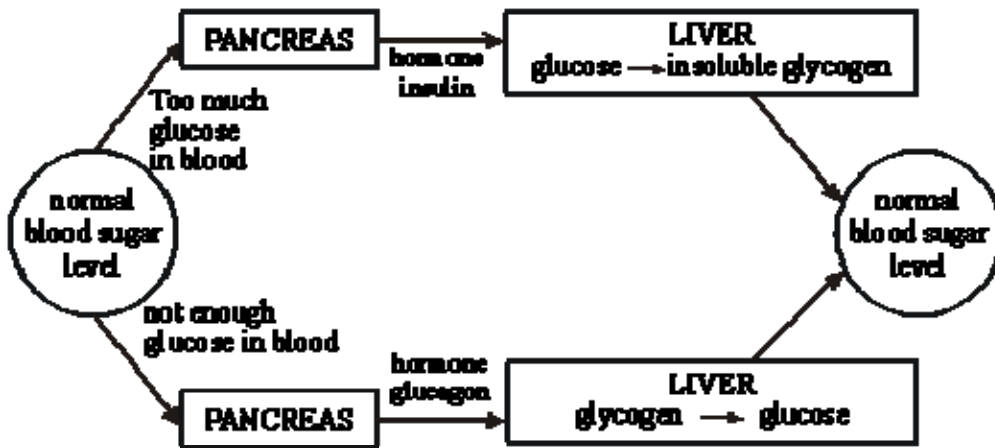 PANCREAS
hormone
insulin
LIVER
glucose → insoluble glycogen
Too much
glucose
in blood
normal
blood sugar
level
normal
blood sugar
level
not enough
glucose in blood
PANCREAS
hormone
glucagon
LIVER
glycogen → glucose